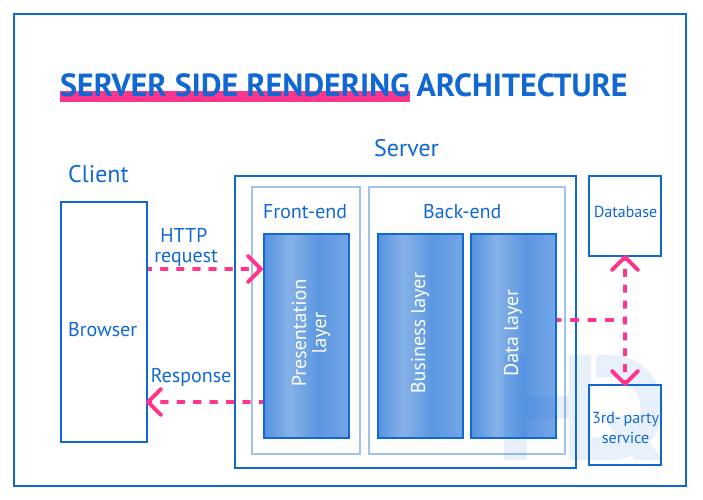 SERVER SIDE RENDERING ARCHITECTURE
Server
Client
Front-end
Back-end
Database
HTTP
request
Browser
Response
Presentation
layer
Business layer
Data layer
3rd- party
service
HQ